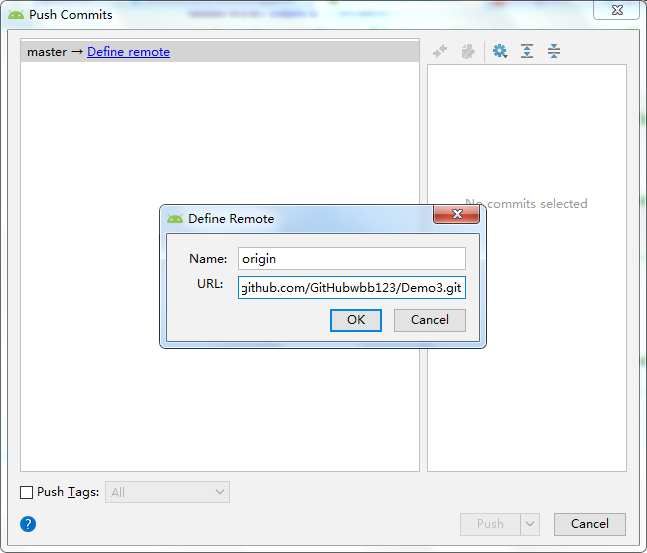 Push Commits
master → Define remote
No commits selected
Define Remote
Name: origin
URL: github.com/GitHubwbb123/Demo3.git
OK Cancel
Push Tags: All
? Push Cancel